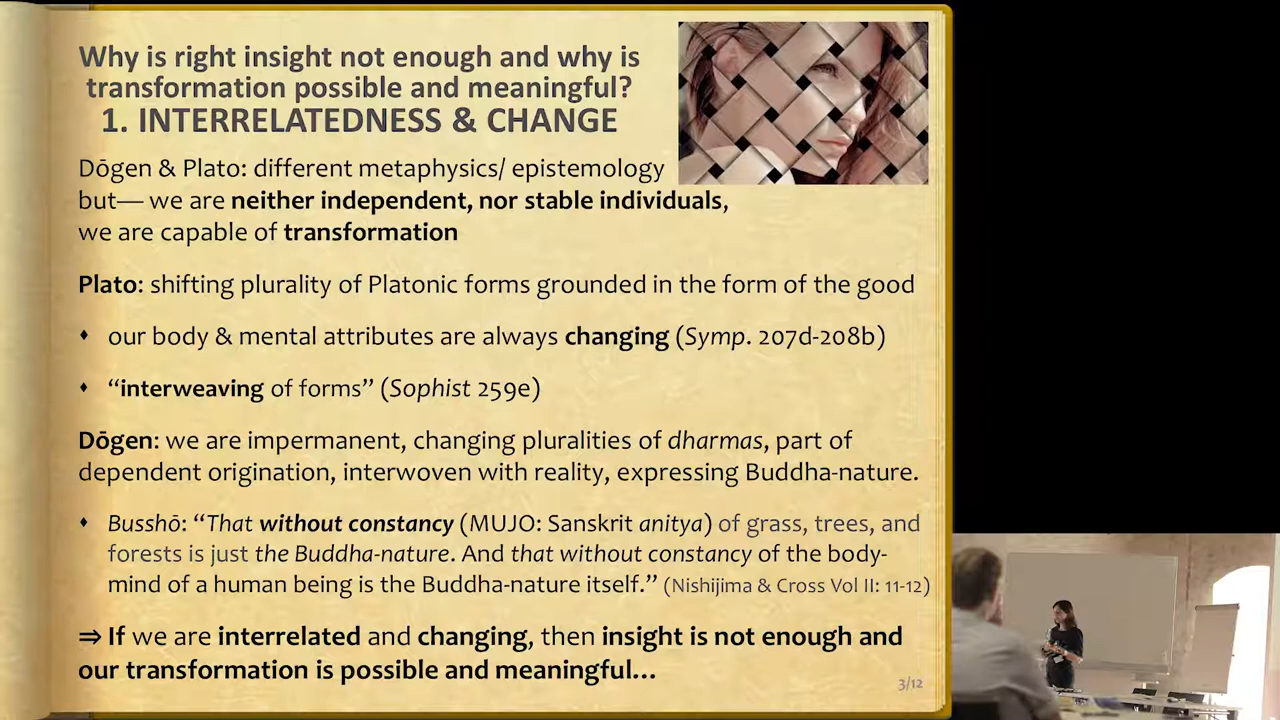 Why is right insight not enough and why is
transformation possible and meaningful?
1. INTERRELATEDNESS & CHANGE
Dōgen & Plato: different metaphysics/ epistemology
but— we are neither independent, nor stable individuals,
we are capable of transformation
Plato: shifting plurality of Platonic forms grounded in the form of the good
⬧ our body & mental attributes are always changing (Symp. 207d-208b)
⬧ “interweaving of forms” (Sophist 259e)
Dōgen: we are impermanent, changing pluralities of dharmas, part of
dependent origination, interwoven with reality, expressing Buddha-nature.
⬧ Busshō: “That without constancy (MUJO: Sanskrit anitya) of grass, trees, and
forests is just the Buddha-nature. And that without constancy of the body-
mind of a human being is the Buddha-nature itself.” (Nishijima & Cross Vol II: 11-12)
⇒ If we are interrelated and changing, then insight is not enough and
our transformation is possible and meaningful…
3/12